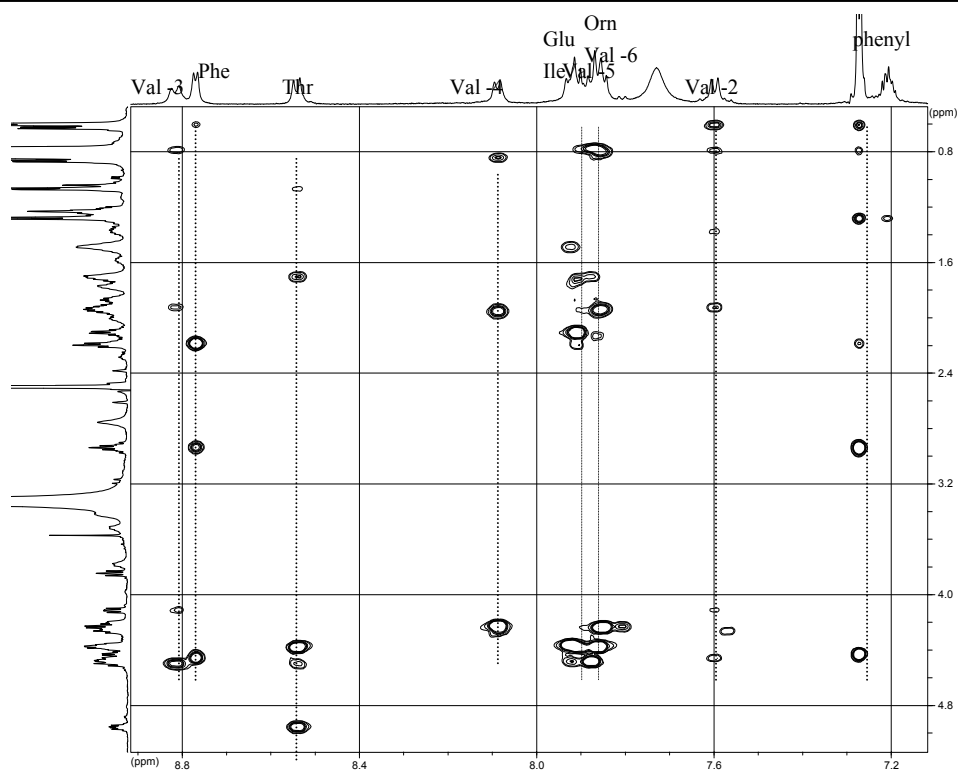 Orn
Glu Val -6 phenyl
Val -3 Phe Thr Val -4 Ile Val -5 Val -2
(ppm)
0.8
1.6
2.4
3.2
4.0
4.8
(ppm) 8.8 8.4 8.0 7.6 7.2